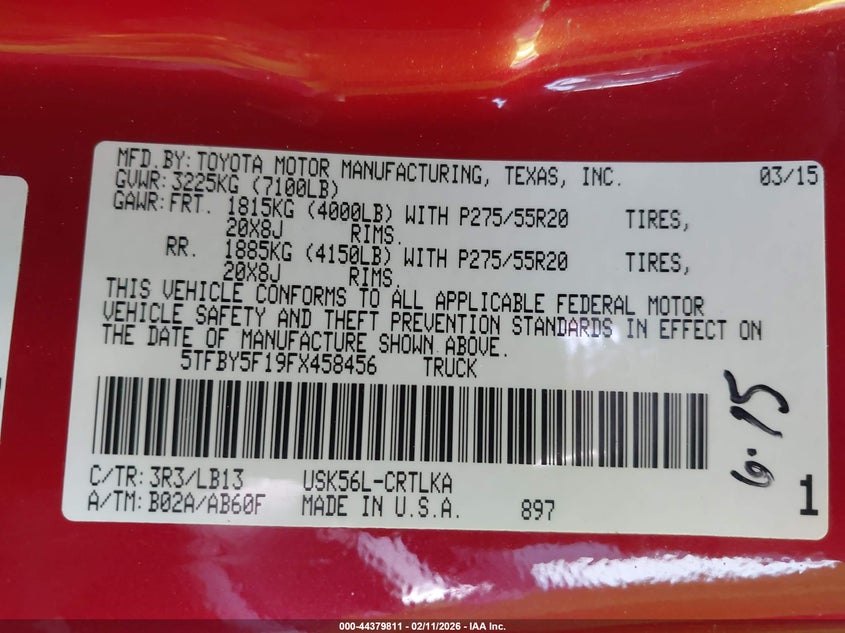 MFD.BY: TOYOTA MOTOR MANUFACTURING, TEXAS, INC. 03/15
GVWR: 3225KG (7100LB)
GAWR: FRT. 1815KG (4000LB) WITH P275/55R20 TIRES,
20X8J RIMS.
RR. 1885KG (4150LB) WITH P275/55R20 TIRES,
20X8J RIMS.
THIS VEHICLE CONFORMS TO ALL APPLICABLE FEDERAL MOTOR
VEHICLE SAFETY AND THEFT PREVENTION STANDARDS IN EFFECT ON
THE DATE OF MANUFACTURE SHOWN ABOVE.
5TFBY5F19FX458456 TRUCK
C/TR: 3R3/LB13 USK56L-CRTLKA
A/TM: B02A/AB60F MADE IN U.S.A. 897
6.15
1
000-44379811 - 02/11/2026 - IAA Inc.